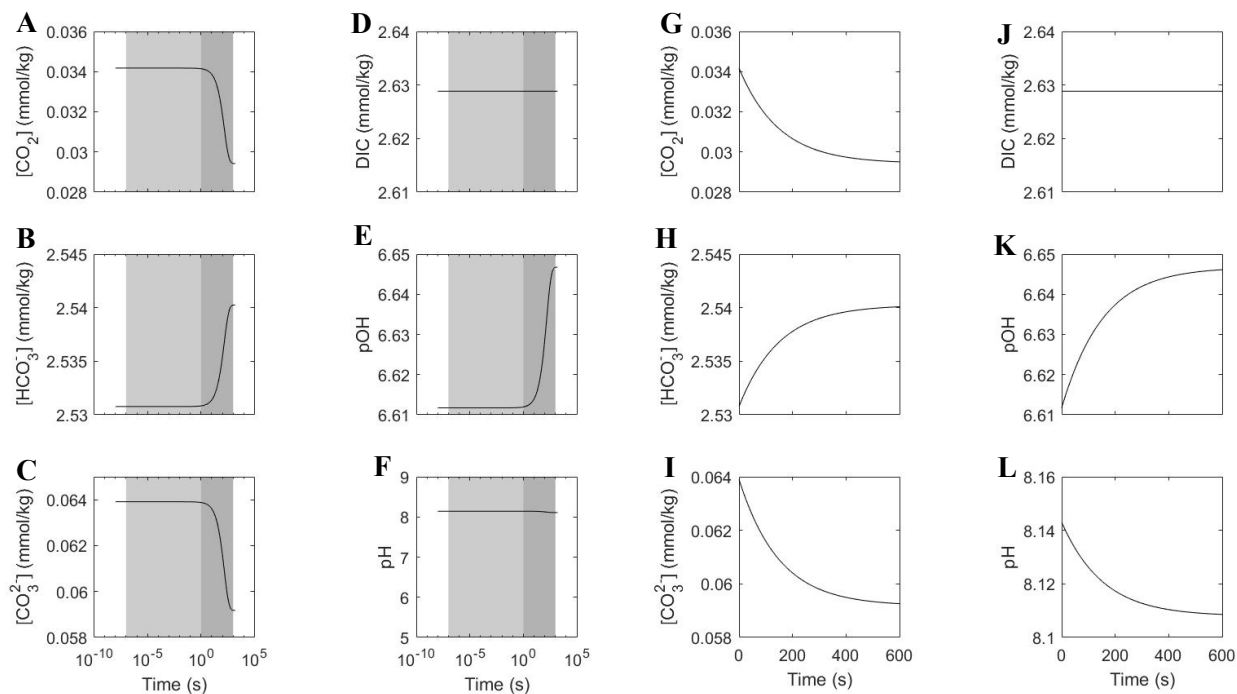 A
0.036
0.034
0.032
0.03
0.028
[CO2] (mmol/kg)
D
2.64
2.63
2.62
2.61
DIC (mmol/kg)
G
0.036
0.034
0.032
0.03
0.028
[CO2] (mmol/kg)
J
2.64
2.63
2.62
2.61
DIC (mmol/kg)
B
2.545
2.54
2.535
2.53
[HCO3-] (mmol/kg)
E
6.65
6.64
6.63
6.62
6.61
pOH
H
2.545
2.54
2.535
2.53
[HCO3-] (mmol/kg)
K
6.65
6.64
6.63
6.62
6.61
pOH
C
0.064
0.062
0.06
0.058
[CO3 2-] (mmol/kg)
10-10
10-5
100
105
Time (s)
F
9
8
7
6
5
pH
10-10
10-5
100
105
Time (s)
I
0.064
0.062
0.06
0.058
[CO3 2-] (mmol/kg)
0
200
400
600
Time (s)
L
8.16
8.14
8.12
8.1
pH
0
200
400
600
Time (s)